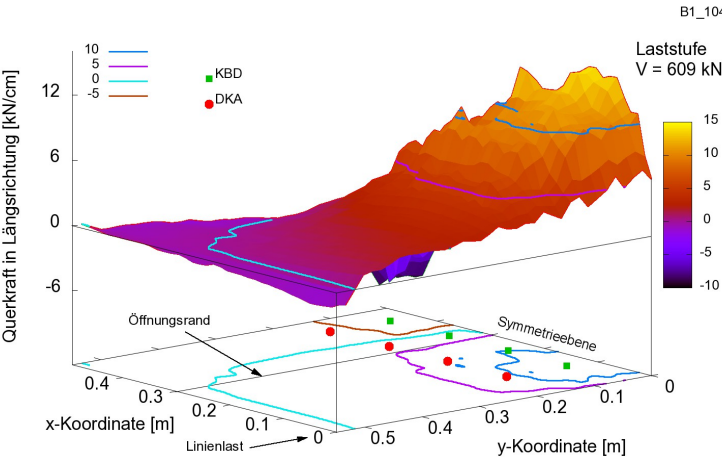 B1_104
Laststufe
V = 609 kN
10
5
0
-5
KBD
DKA
12
6
0
-6
Querkraft in Längsrichtung [kN/cm]
15
10
5
0
-5
-10
Öffnungsrand
Symmetrieebene
0.4
0.3
0.2
0.1
0
x-Koordinate [m]
Linienlast
0.5
0.4
0.3
0.2
0.1
0
y-Koordinate [m]